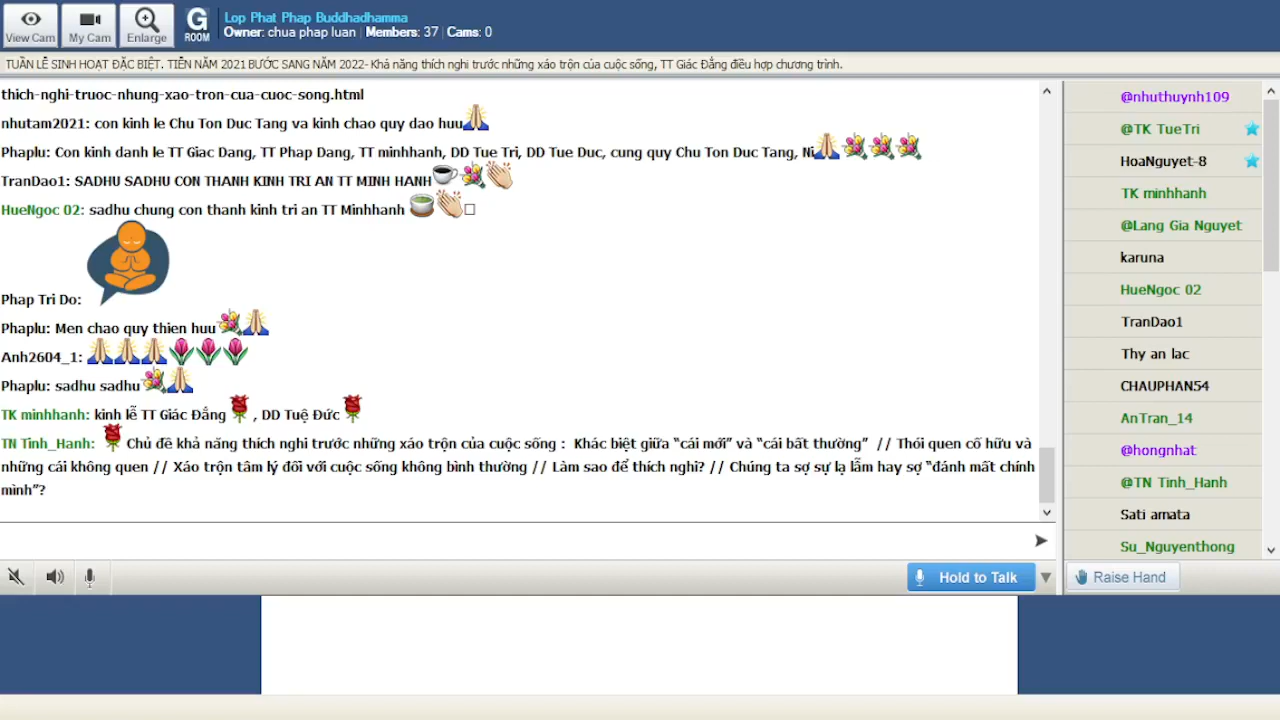 View Cam
My Cam
Enlarge
G
ROOM
Lop Phat Phap Buddhadhamma
Owner: chua phap luan | Members: 37 | Cams: 0
TUẦN LỄ SINH HOẠT ĐẶC BIỆT. TIỄN NĂM 2021 BƯỚC SANG NĂM 2022- Khả năng thích nghi trước những xáo trộn của cuộc sống, TT Giác Đẳng điều hợp chương trình.
thich-nghi-truoc-nhung-xao-tron-cua-cuoc-song.html
nhutam2021: con kinh le Chu Ton Duc Tang va kinh chao quy dao huu
Phaplu: Con kinh danh le TT Giac Dang, TT Phap Dang, TT minhhanh, DD Tue Tri, DD Tue Duc, cung quy Chu Ton Duc Tang, Ni
TranDao1: SADHU SADHU CON THANH KINH TRI AN TT MINH HANH
HueNgoc 02: sadhu chung con thanh kinh tri an TT Minhhanh
Phap Tri Do:
Phaplu: Men chao quy thien huu
Anh2604_1:
Phaplu: sadhu sadhu
TK minhhanh: kinh lễ TT Giác Đẳng , DD Tuệ Đức
TN Tinh_Hanh: Chủ đề khả năng thích nghi trước những xáo trộn của cuộc sống : Khác biệt giữa “cái mới” và “cái bất thường” // Thói quen cố hữu và
những cái không quen // Xáo trộn tâm lý đối với cuộc sống không bình thường // Làm sao để thích nghi? // Chúng ta sợ sự lạ lẫm hay sợ “đánh mất chính
mình”?
@nhuthuynh109
@TK TueTri
HoaNguyet-8
TK minhhanh
@Lang Gia Nguyet
karuna
HueNgoc 02
TranDao1
Thy an lac
CHAUPHAN54
AnTran_14
@hongnhat
@TN Tinh_Hanh
Sati amata
Su_Nguyenthong
Hold to Talk
Raise Hand